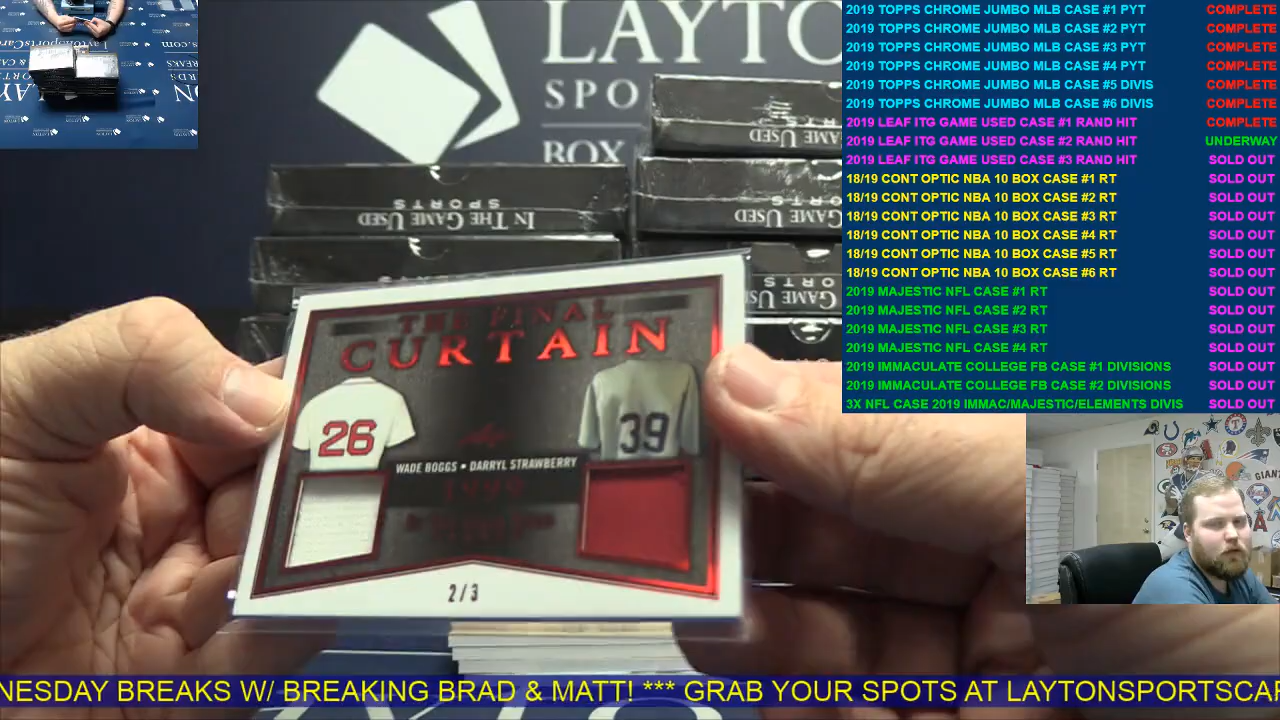 LAYTON
SPO
BOX
GAME USED
SPORTS
IN THE GAME USED
SPORTS
GAME USED
THE FINAL
CURTAIN
26
39
WADE BOGGS • DARRYL STRAWBERRY
1999
2/3
2019 TOPPS CHROME JUMBO MLB CASE #1 PYT COMPLETE
2019 TOPPS CHROME JUMBO MLB CASE #2 PYT COMPLETE
2019 TOPPS CHROME JUMBO MLB CASE #3 PYT COMPLETE
2019 TOPPS CHROME JUMBO MLB CASE #4 PYT COMPLETE
2019 TOPPS CHROME JUMBO MLB CASE #5 DIVIS COMPLETE
2019 TOPPS CHROME JUMBO MLB CASE #6 DIVIS COMPLETE
2019 LEAF ITG GAME USED CASE #1 RAND HIT COMPLETE
2019 LEAF ITG GAME USED CASE #2 RAND HIT UNDERWAY
2019 LEAF ITG GAME USED CASE #3 RAND HIT SOLD OUT
18/19 CONT OPTIC NBA 10 BOX CASE #1 RT SOLD OUT
18/19 CONT OPTIC NBA 10 BOX CASE #2 RT SOLD OUT
18/19 CONT OPTIC NBA 10 BOX CASE #3 RT SOLD OUT
18/19 CONT OPTIC NBA 10 BOX CASE #4 RT SOLD OUT
18/19 CONT OPTIC NBA 10 BOX CASE #5 RT SOLD OUT
18/19 CONT OPTIC NBA 10 BOX CASE #6 RT SOLD OUT
2019 MAJESTIC NFL CASE #1 RT SOLD OUT
2019 MAJESTIC NFL CASE #2 RT SOLD OUT
2019 MAJESTIC NFL CASE #3 RT SOLD OUT
2019 MAJESTIC NFL CASE #4 RT SOLD OUT
2019 IMMACULATE COLLEGE FB CASE #1 DIVISIONS SOLD OUT
2019 IMMACULATE COLLEGE FB CASE #2 DIVISIONS SOLD OUT
3X NFL CASE 2019 IMMAC/MAJESTIC/ELEMENTS DIVIS SOLD OUT
NESDAY BREAKS W/ BREAKING BRAD & MATT! *** GRAB YOUR SPOTS AT LAYTONSPORTSCAR